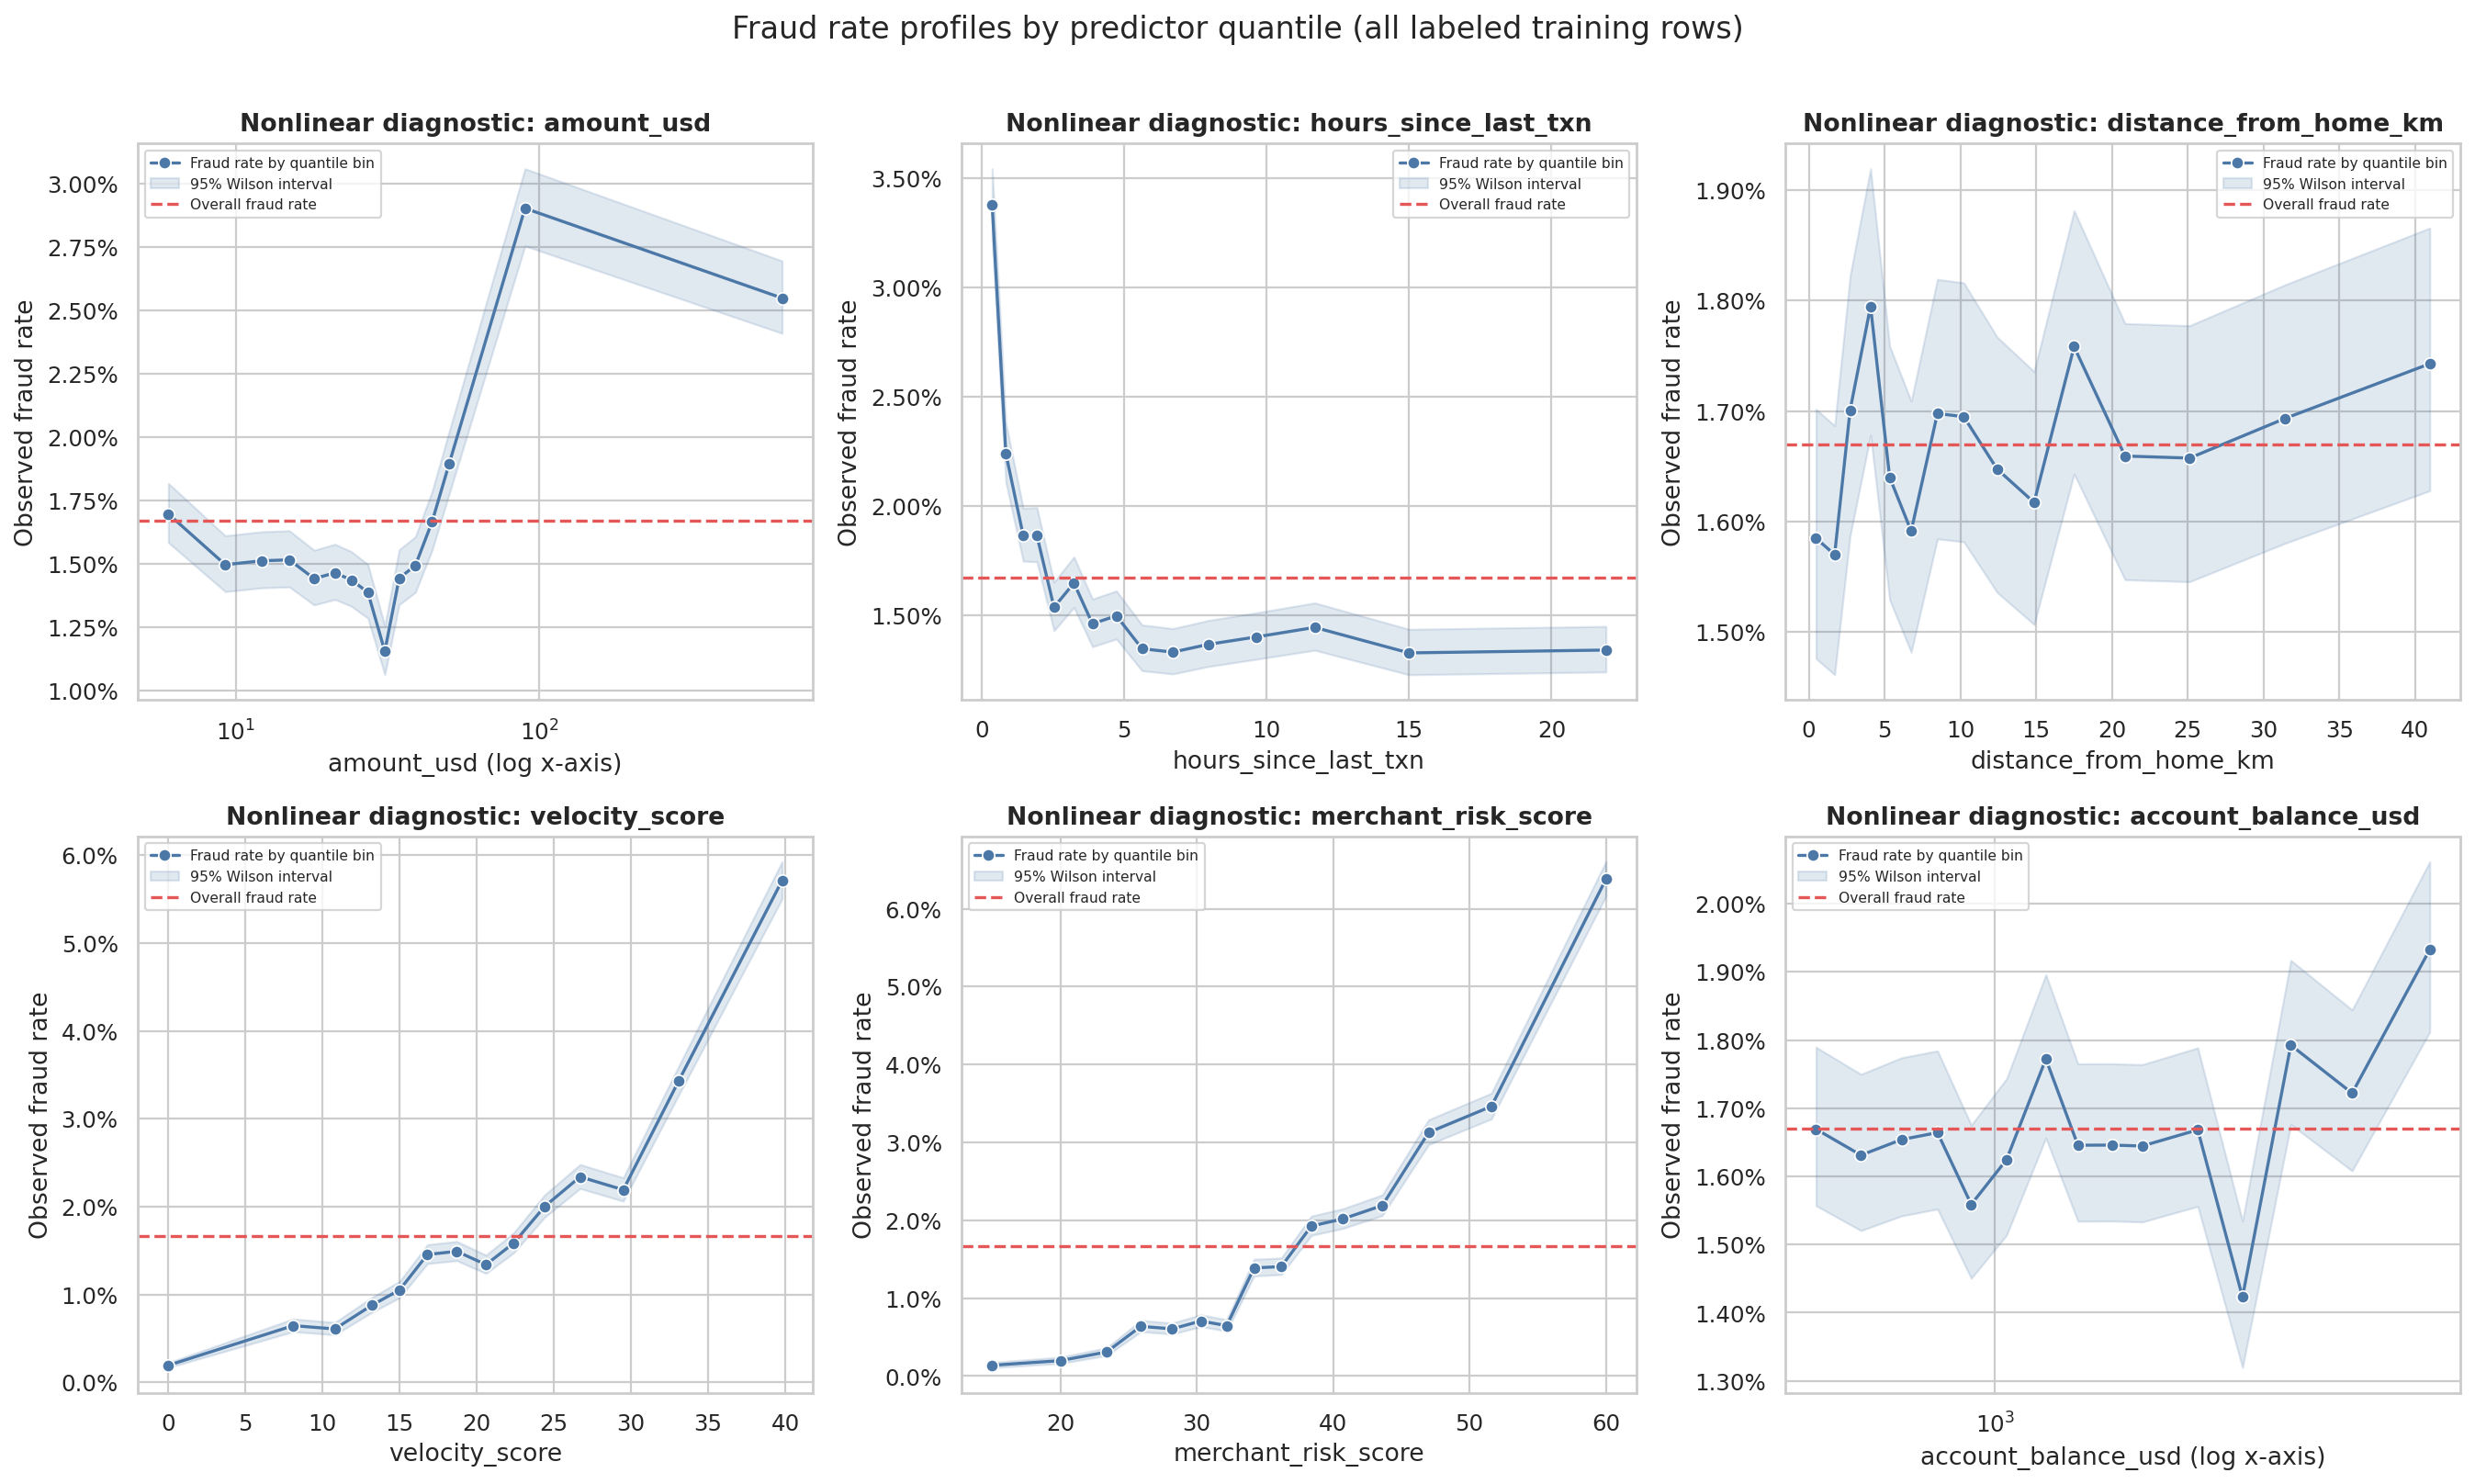 Fraud rate profiles by predictor quantile (all labeled training rows)
Nonlinear diagnostic: amount_usd
Fraud rate by quantile bin
95% Wilson interval
Overall fraud rate
Observed fraud rate
3.00%
2.75%
2.50%
2.25%
2.00%
1.75%
1.50%
1.25%
1.00%
10¹
10²
amount_usd (log x-axis)
Nonlinear diagnostic: hours_since_last_txn
Fraud rate by quantile bin
95% Wilson interval
Overall fraud rate
Observed fraud rate
3.50%
3.00%
2.50%
2.00%
1.50%
0 5 10 15 20
hours_since_last_txn
Nonlinear diagnostic: distance_from_home_km
Fraud rate by quantile bin
95% Wilson interval
Overall fraud rate
Observed fraud rate
1.90%
1.80%
1.70%
1.60%
1.50%
0 5 10 15 20 25 30 35 40
distance_from_home_km
Nonlinear diagnostic: velocity_score
Fraud rate by quantile bin
95% Wilson interval
Overall fraud rate
Observed fraud rate
6.0%
5.0%
4.0%
3.0%
2.0%
1.0%
0.0%
0 5 10 15 20 25 30 35 40
velocity_score
Nonlinear diagnostic: merchant_risk_score
Fraud rate by quantile bin
95% Wilson interval
Overall fraud rate
Observed fraud rate
6.0%
5.0%
4.0%
3.0%
2.0%
1.0%
0.0%
20 30 40 50 60
merchant_risk_score
Nonlinear diagnostic: account_balance_usd
Fraud rate by quantile bin
95% Wilson interval
Overall fraud rate
Observed fraud rate
2.00%
1.90%
1.80%
1.70%
1.60%
1.50%
1.40%
1.30%
10³
account_balance_usd (log x-axis)